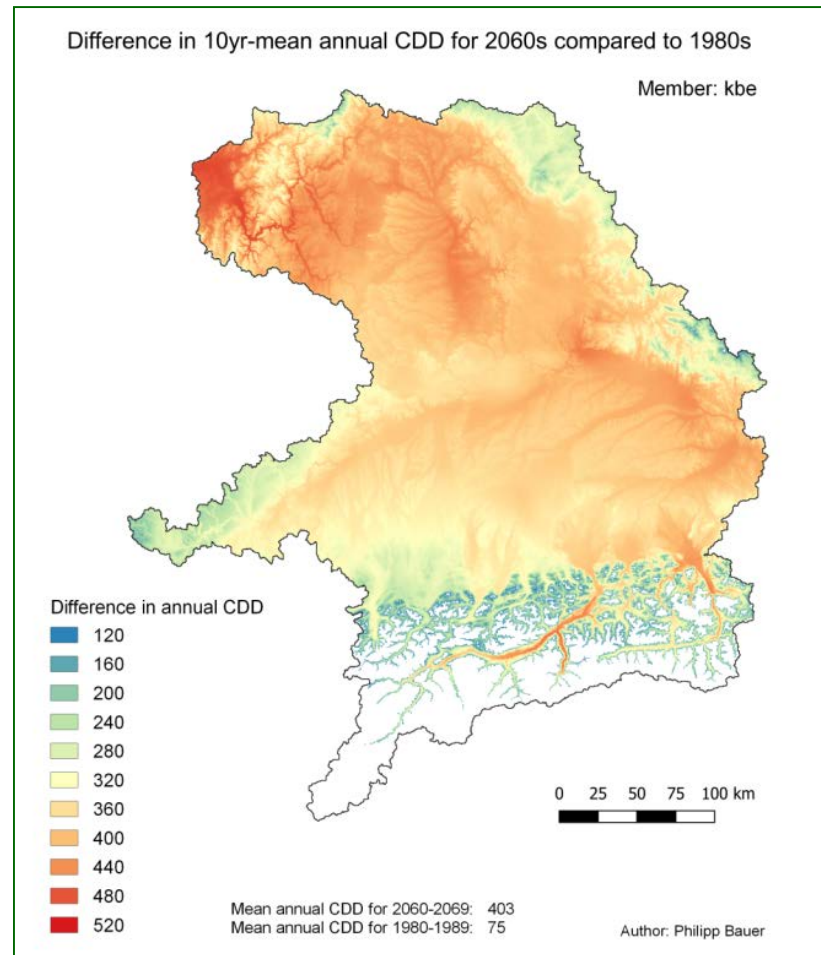 Difference in 10yr-mean annual CDD for 2060s compared to 1980s
Member: kbe
Difference in annual CDD
120
160
200
240
280
320
360
400
440
480
520
0 25 50 75 100 km
Mean annual CDD for 2060-2069: 403
Mean annual CDD for 1980-1989: 75
Author: Philipp Bauer